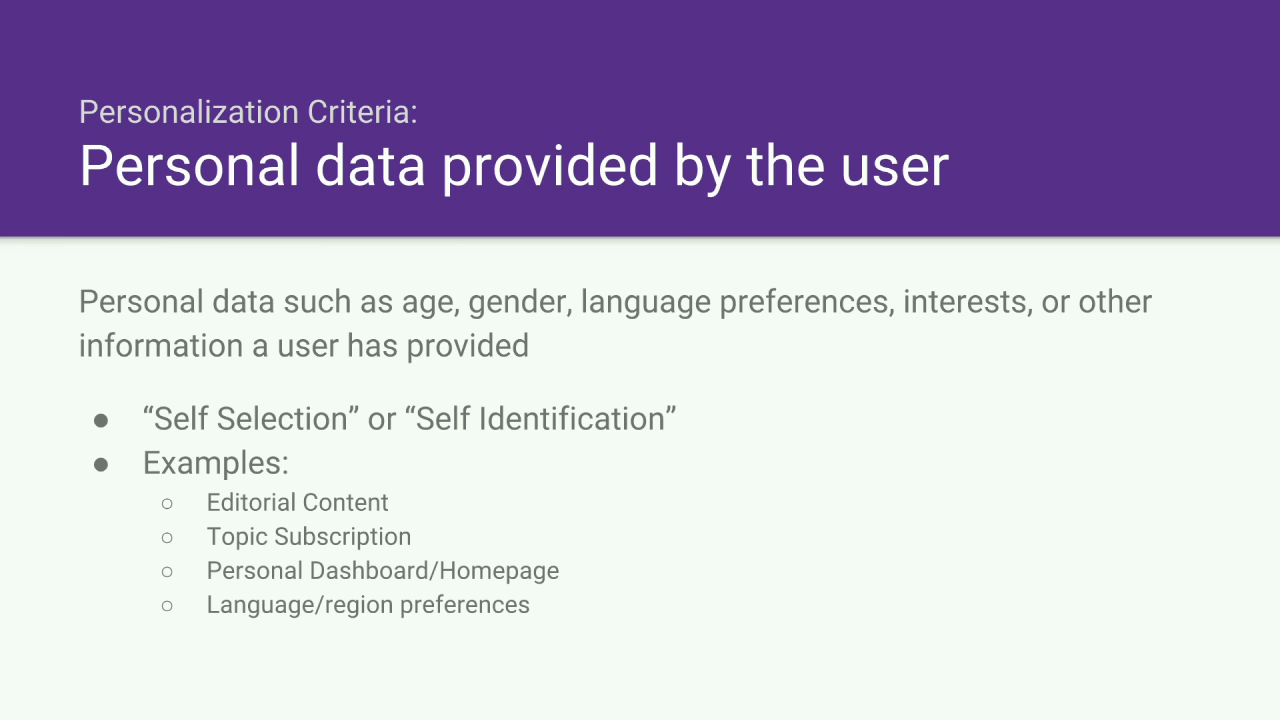 Personalization Criteria:
Personal data provided by the user
Personal data such as age, gender, language preferences, interests, or other
information a user has provided
● “Self Selection” or “Self Identification”
● Examples:
○ Editorial Content
○ Topic Subscription
○ Personal Dashboard/Homepage
○ Language/region preferences